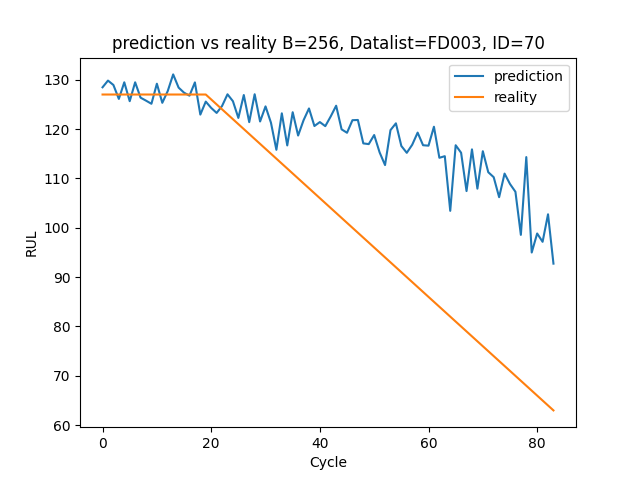 prediction vs reality B=256, Datalist=FD003, ID=70
prediction
reality
RUL
130
120
110
100
90
80
70
60
0 20 40 60 80
Cycle